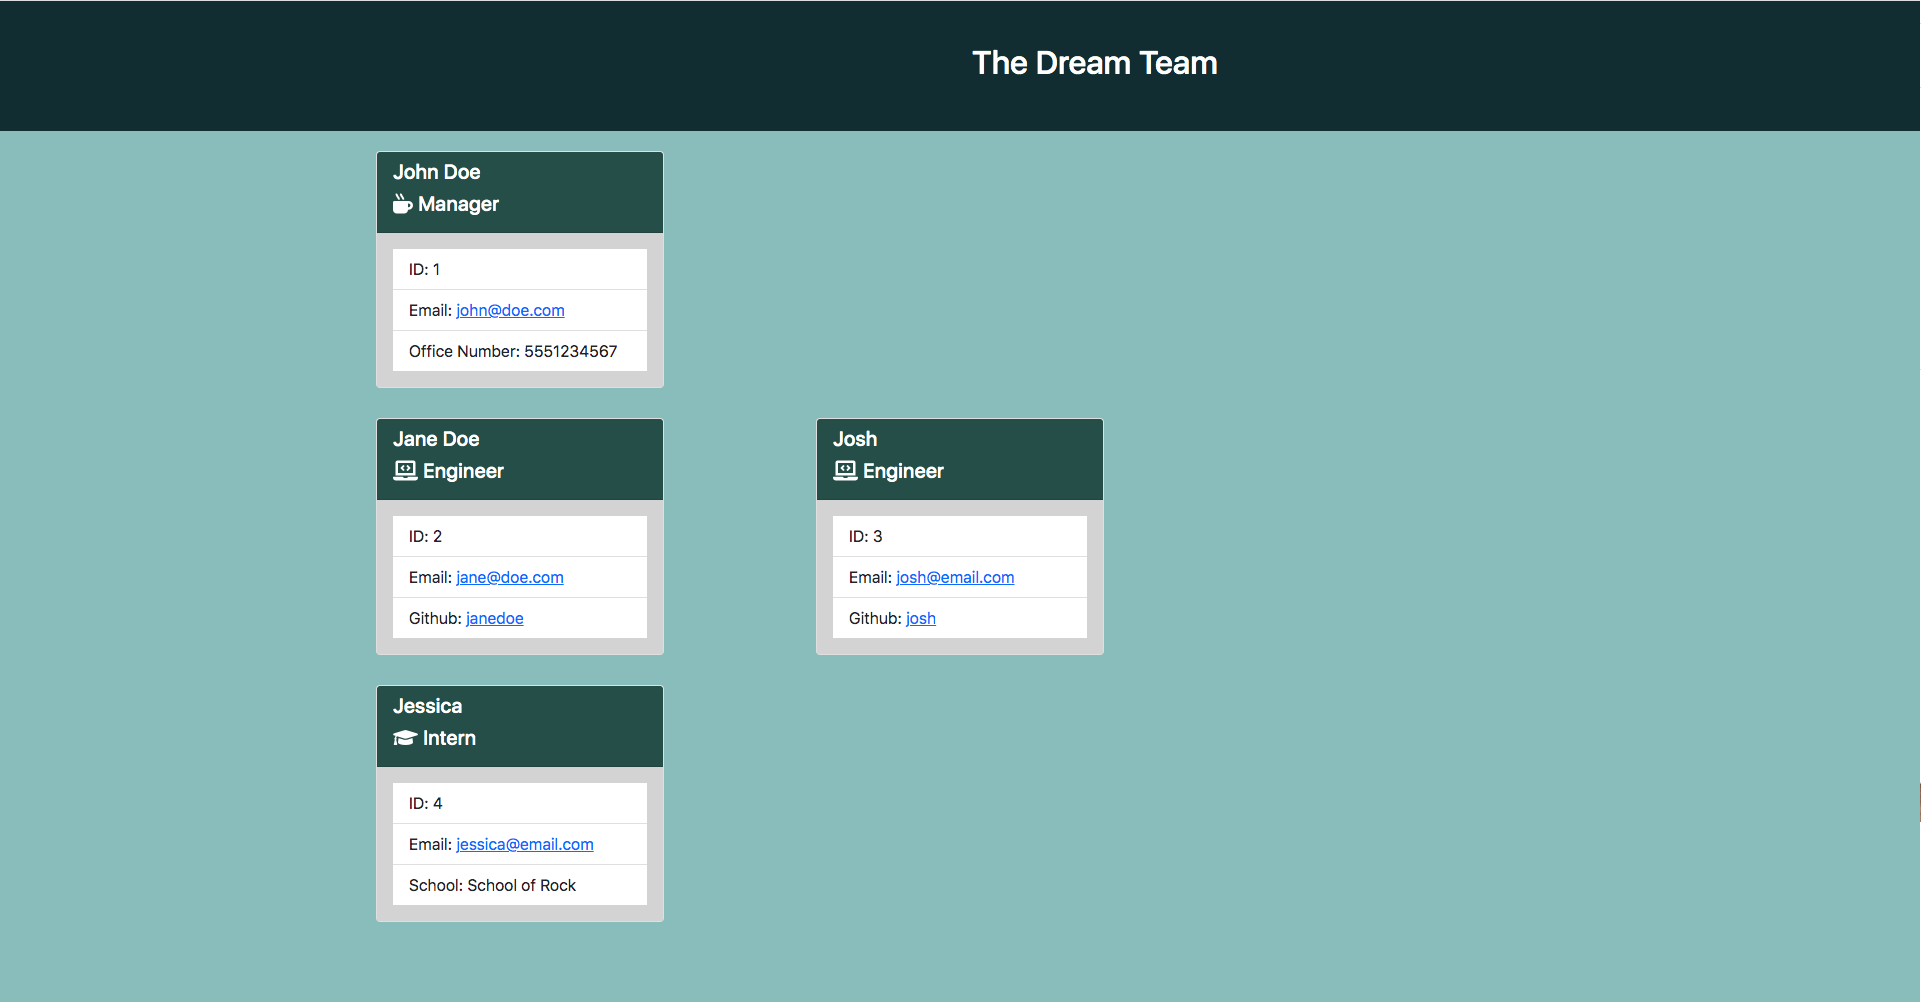 The Dream Team
John Doe
Manager
ID: 1
Email: john@doe.com
Office Number: 5551234567
Jane Doe
Engineer
ID: 2
Email: jane@doe.com
Github: janedoe
Josh
Engineer
ID: 3
Email: josh@email.com
Github: josh
Jessica
Intern
ID: 4
Email: jessica@email.com
School: School of Rock